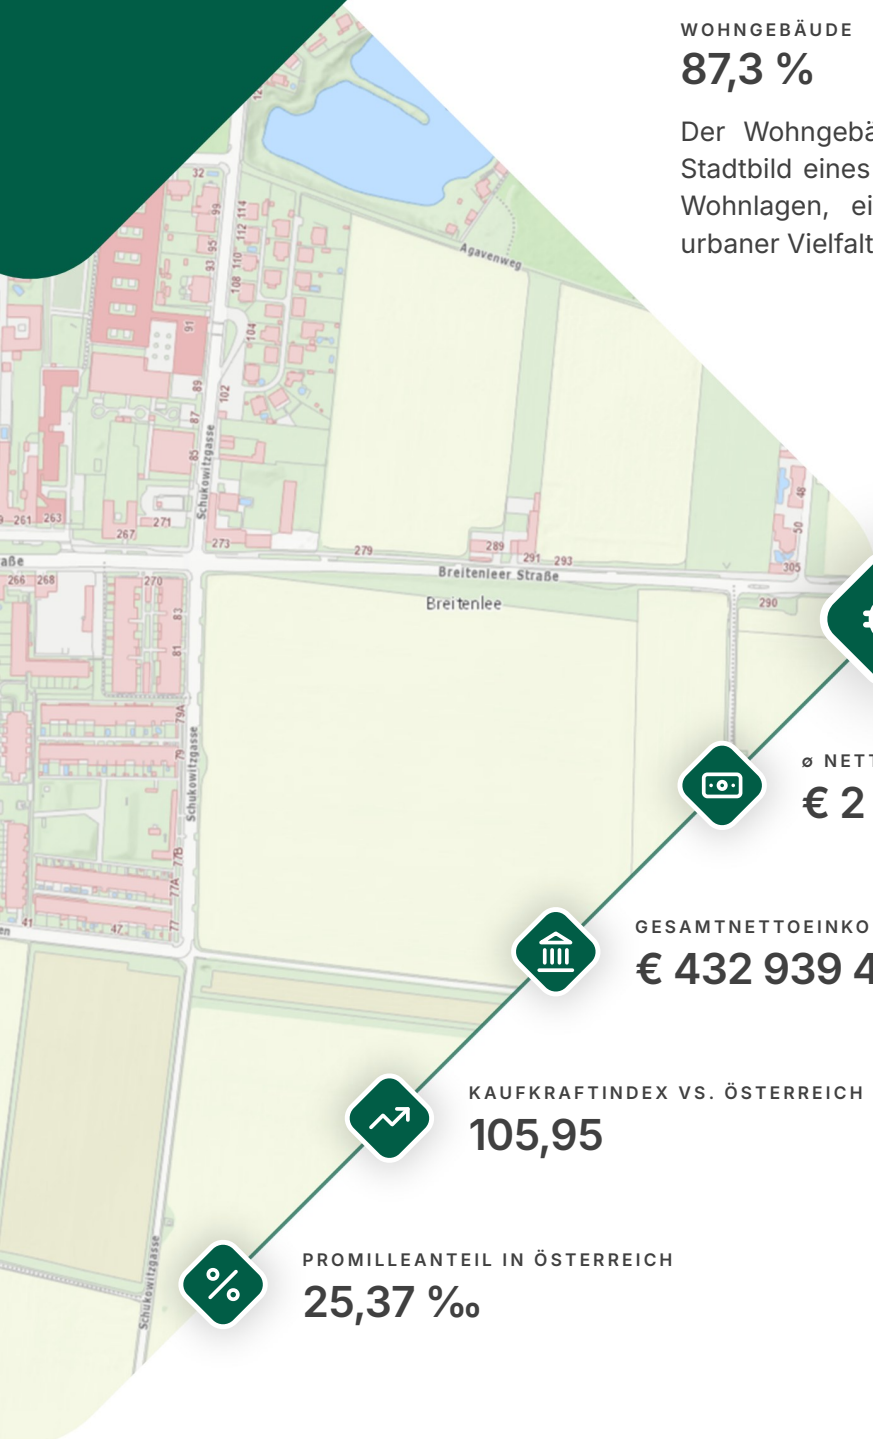 WOHNGEBÄUDE
87,3 %
Der Wohngebä
Stadtbild eines
Wohnlagen, ei
urbaner Vielfalt
32
99
114
112
95
110
93
108
Agavenweg
91
104
89
102
87
85
Schukowitzgasse
48
50
261 263
271
267
273
279
289
291 293
305
aße
266 268
270
Breitenleer Straße
Breitenlee
290
83
81
79A
79
Schukowitzgasse
77B
77A
77
41
47
en
Schukowitzgasse
ø NETT
€ 2
GESAMTNETTOEINKO
€ 432 939 4
KAUFKRAFTINDEX VS. ÖSTERREICH
105,95
PROMILLEANTEIL IN ÖSTERREICH
25,37 ‰